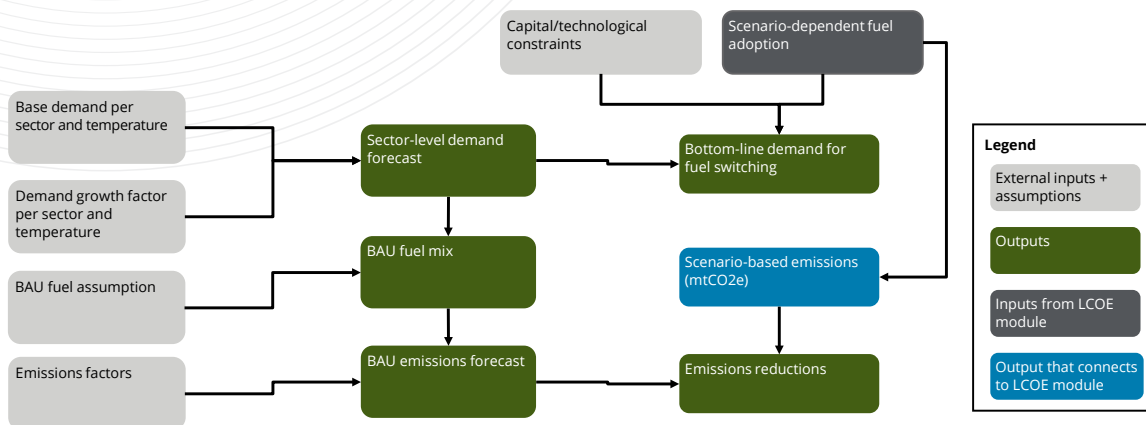 Capital/technological
constraints
Scenario-dependent fuel
adoption
Base demand per
sector and temperature
Sector-level demand
forecast
Bottom-line demand for
fuel switching
Demand growth factor
per sector and
temperature
BAU fuel mix
Scenario-based emissions
(mtCO2e)
BAU fuel assumption
BAU emissions forecast
Emissions reductions
Emissions factors
Legend
External inputs +
assumptions
Outputs
Inputs from LCOE
module
Output that connects
to LCOE module